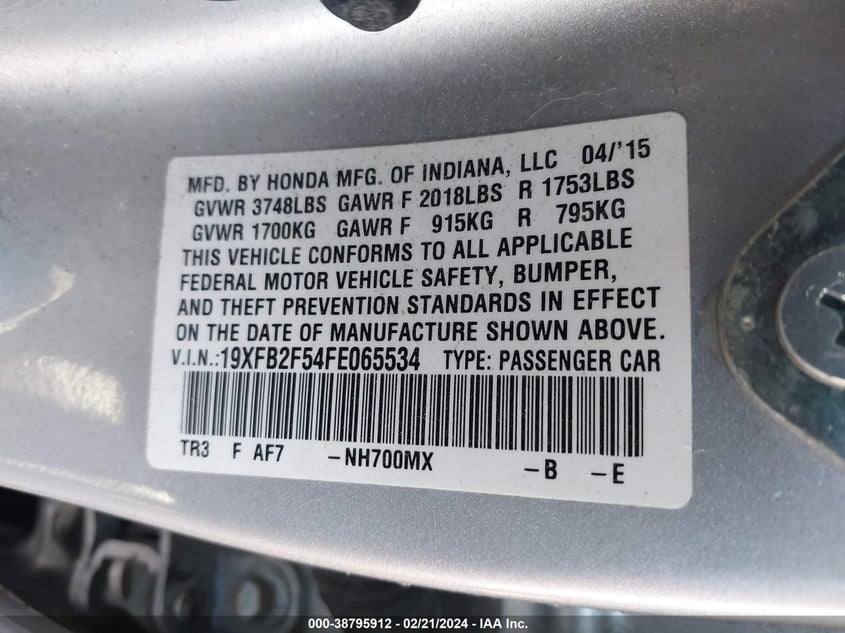 MFD. BY HONDA MFG. OF INDIANA, LLC 04/'15
GVWR 3748LBS GAWR F 2018LBS R 1753LBS
GVWR 1700KG GAWR F 915KG R 795KG
THIS VEHICLE CONFORMS TO ALL APPLICABLE
FEDERAL MOTOR VEHICLE SAFETY, BUMPER,
AND THEFT PREVENTION STANDARDS IN EFFECT
ON THE DATE OF MANUFACTURE SHOWN ABOVE.
V.I.N.:19XFB2F54FE065534 TYPE: PASSENGER CAR
TR3 F AF7 -NH700MX -B -E
000-38795912 - 02/21/2024 - IAA Inc.